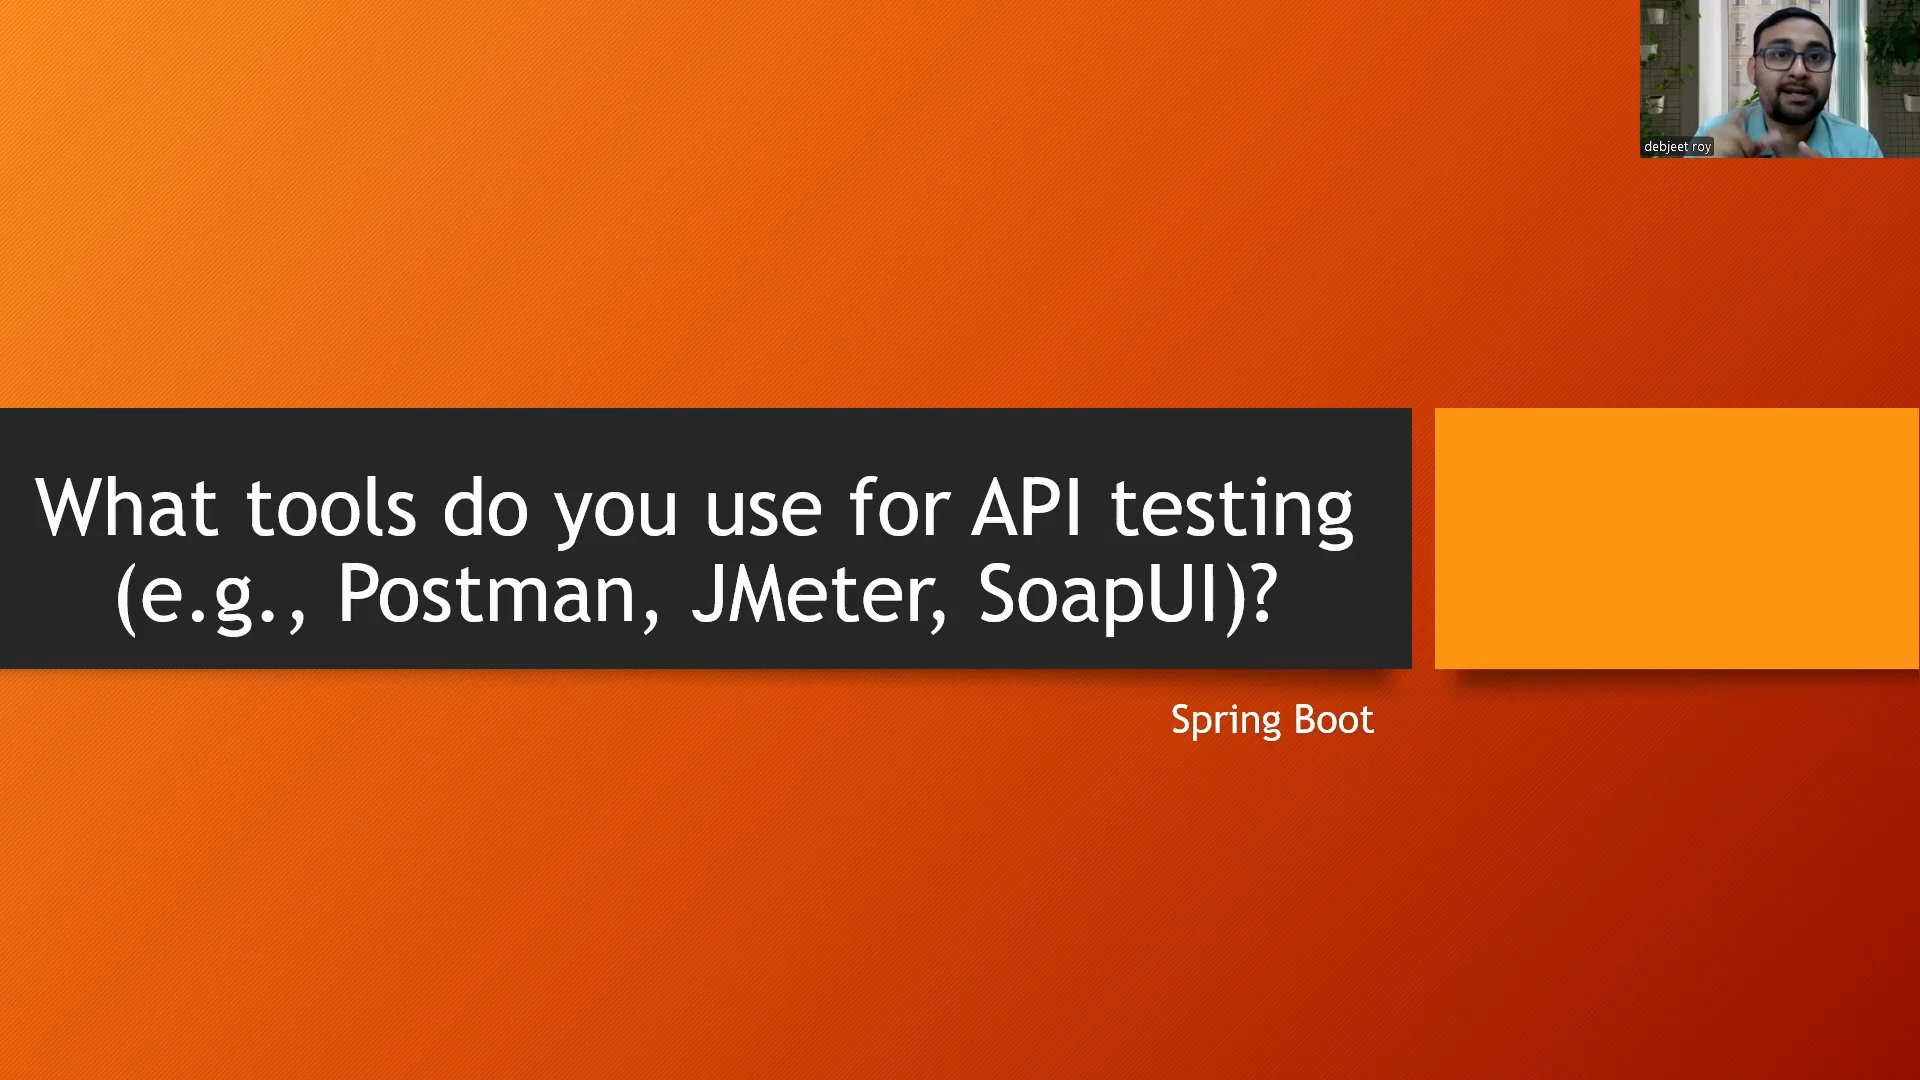 debjeet roy
What tools do you use for API testing
(e.g., Postman, JMeter, SoapUI)?
Spring Boot